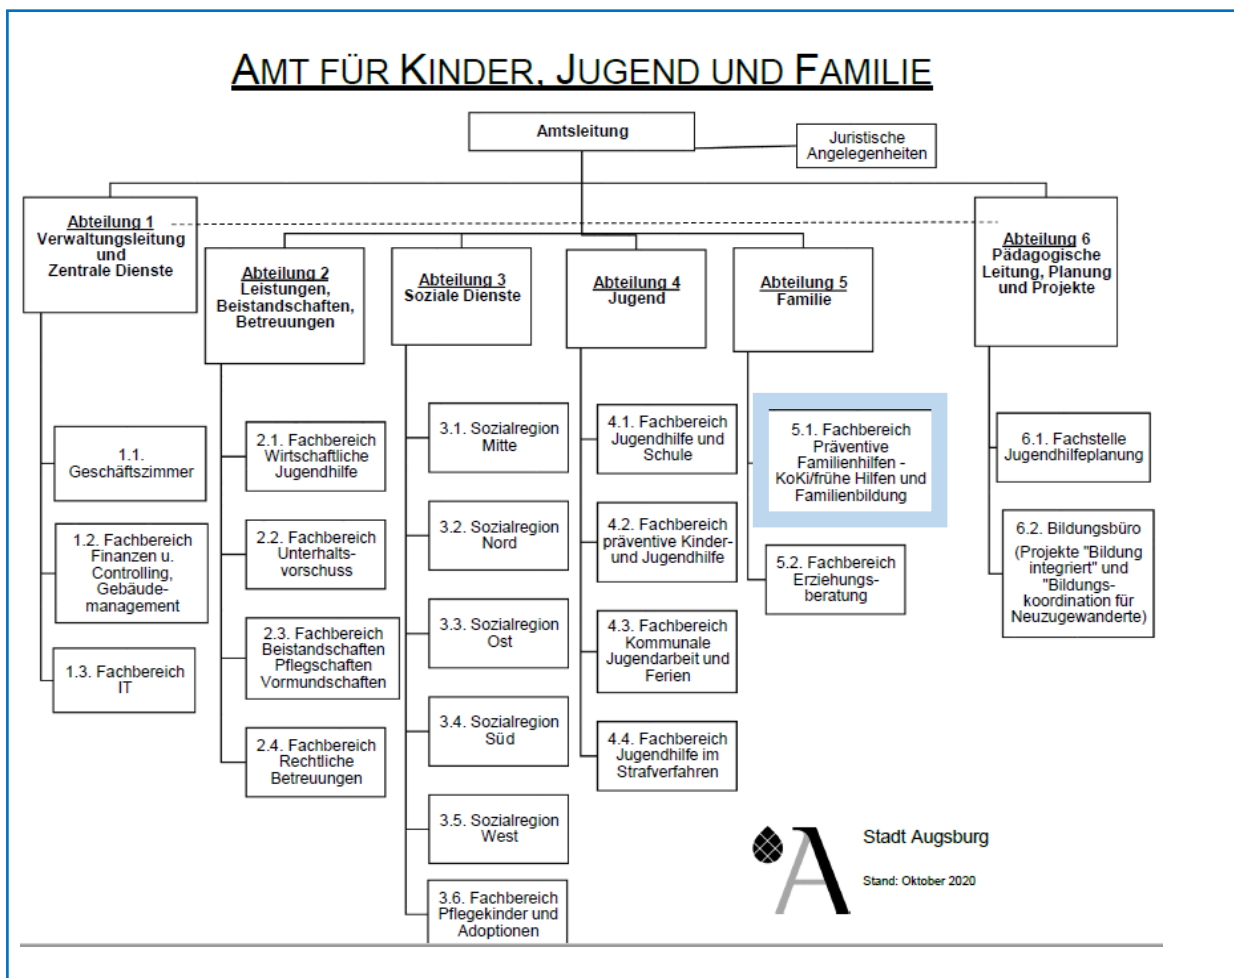 AMT FÜR KINDER, JUGEND UND FAMILIE
Amtsleitung
Juristische
Angelegenheiten
Abteilung 1
Verwaltungsleitung
und
Zentrale Dienste
Abteilung 2
Leistungen,
Beistandschaften,
Betreuungen
Abteilung 3
Soziale Dienste
Abteilung 4
Jugend
Abteilung 5
Familie
Abteilung 6
Pädagogische
Leitung, Planung
und Projekte
1.1.
Geschäftszimmer
1.2. Fachbereich
Finanzen u.
Controlling,
Gebäude-
management
1.3. Fachbereich
IT
2.1. Fachbereich
Wirtschaftliche
Jugendhilfe
2.2. Fachbereich
Unterhalts-
vorschuss
2.3. Fachbereich
Beistandschaften
Pflegschaften
Vormundschaften
2.4. Fachbereich
Rechtliche
Betreuungen
3.1. Sozialregion
Mitte
3.2. Sozialregion
Nord
3.3. Sozialregion
Ost
3.4. Sozialregion
Süd
3.5. Sozialregion
West
3.6. Fachbereich
Pflegekinder und
Adoptionen
4.1. Fachbereich
Jugendhilfe und
Schule
4.2. Fachbereich
präventive Kinder-
und Jugendhilfe
4.3. Fachbereich
Kommunale
Jugendarbeit und
Ferien
4.4. Fachbereich
Jugendhilfe im
Strafverfahren
5.1. Fachbereich
Präventive
Familienhilfen -
KoKi/frühe Hilfen und
Familienbildung
5.2. Fachbereich
Erziehungs-
beratung
6.1. Fachstelle
Jugendhilfeplanung
6.2. Bildungsbüro
(Projekte "Bildung
integriert" und
"Bildungs-
koordination für
Neuzugewanderte)
Stadt Augsburg
Stand: Oktober 2020